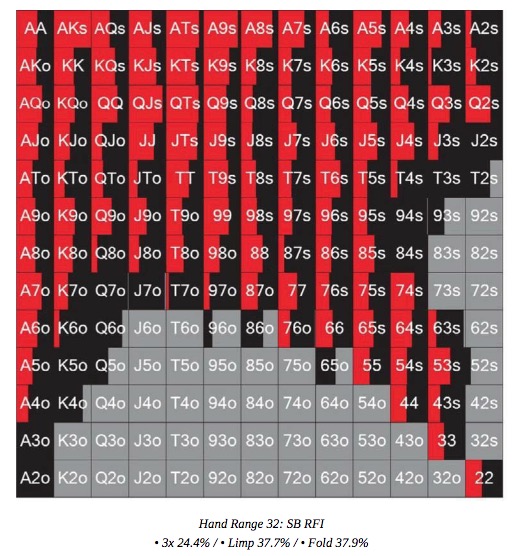 AA AKs AQs AJs ATs A9s A8s A7s A6s A5s A4s A3s A2s
AKo KK KQs KJs KTs K9s K8s K7s K6s K5s K4s K3s K2s
AQo KQo QQ QJs QTs Q9s Q8s Q7s Q6s Q5s Q4s Q3s Q2s
AJo KJo QJo JJ JTs J9s J8s J7s J6s J5s J4s J3s J2s
ATo KTo QTo JTo TT T9s T8s T7s T6s T5s T4s T3s T2s
A9o K9o Q9o J9o T9o 99 98s 97s 96s 95s 94s 93s 92s
A8o K8o Q8o J8o T8o 98o 88 87s 86s 85s 84s 83s 82s
A7o K7o Q7o J7o T7o 97o 87o 77 76s 75s 74s 73s 72s
A6o K6o Q6o J6o T6o 96o 86o 76o 66 65s 64s 63s 62s
A5o K5o Q5o J5o T5o 95o 85o 75o 65o 55 54s 53s 52s
A4o K4o Q4o J4o T4o 94o 84o 74o 64o 54o 44 43s 42s
A3o K3o Q3o J3o T3o 93o 83o 73o 63o 53o 43o 33 32s
A2o K2o Q2o J2o T2o 92o 82o 72o 62o 52o 42o 32o 22
Hand Range 32: SB RFI
• 3x 24.4% / • Limp 37.7% / • Fold 37.9%